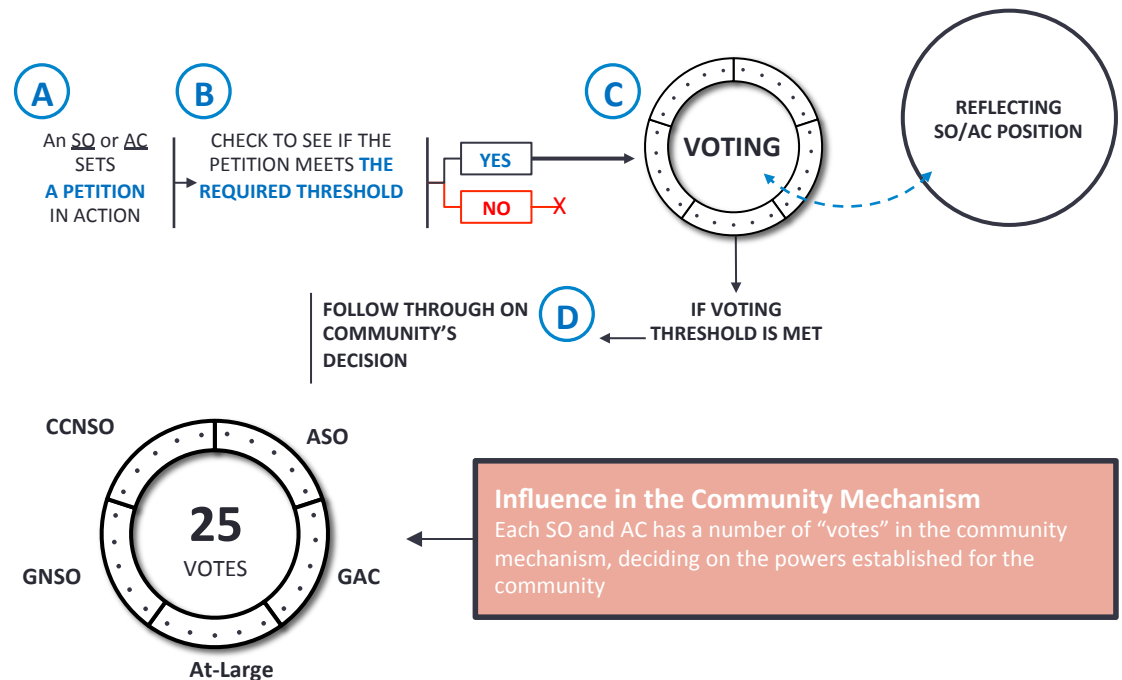 A
An SO or AC
SETS
A PETITION
IN ACTION
B
CHECK TO SEE IF THE
PETITION MEETS THE
REQUIRED THRESHOLD
YES
NO
X
C
VOTING
REFLECTING
SO/AC POSITION
IF VOTING
THRESHOLD IS MET
D
FOLLOW THROUGH ON
COMMUNITY’S
DECISION
CCNSO
ASO
25
VOTES
GNSO
GAC
At-Large
Influence in the Community Mechanism
Each SO and AC has a number of “votes” in the community
mechanism, deciding on the powers established for the
community